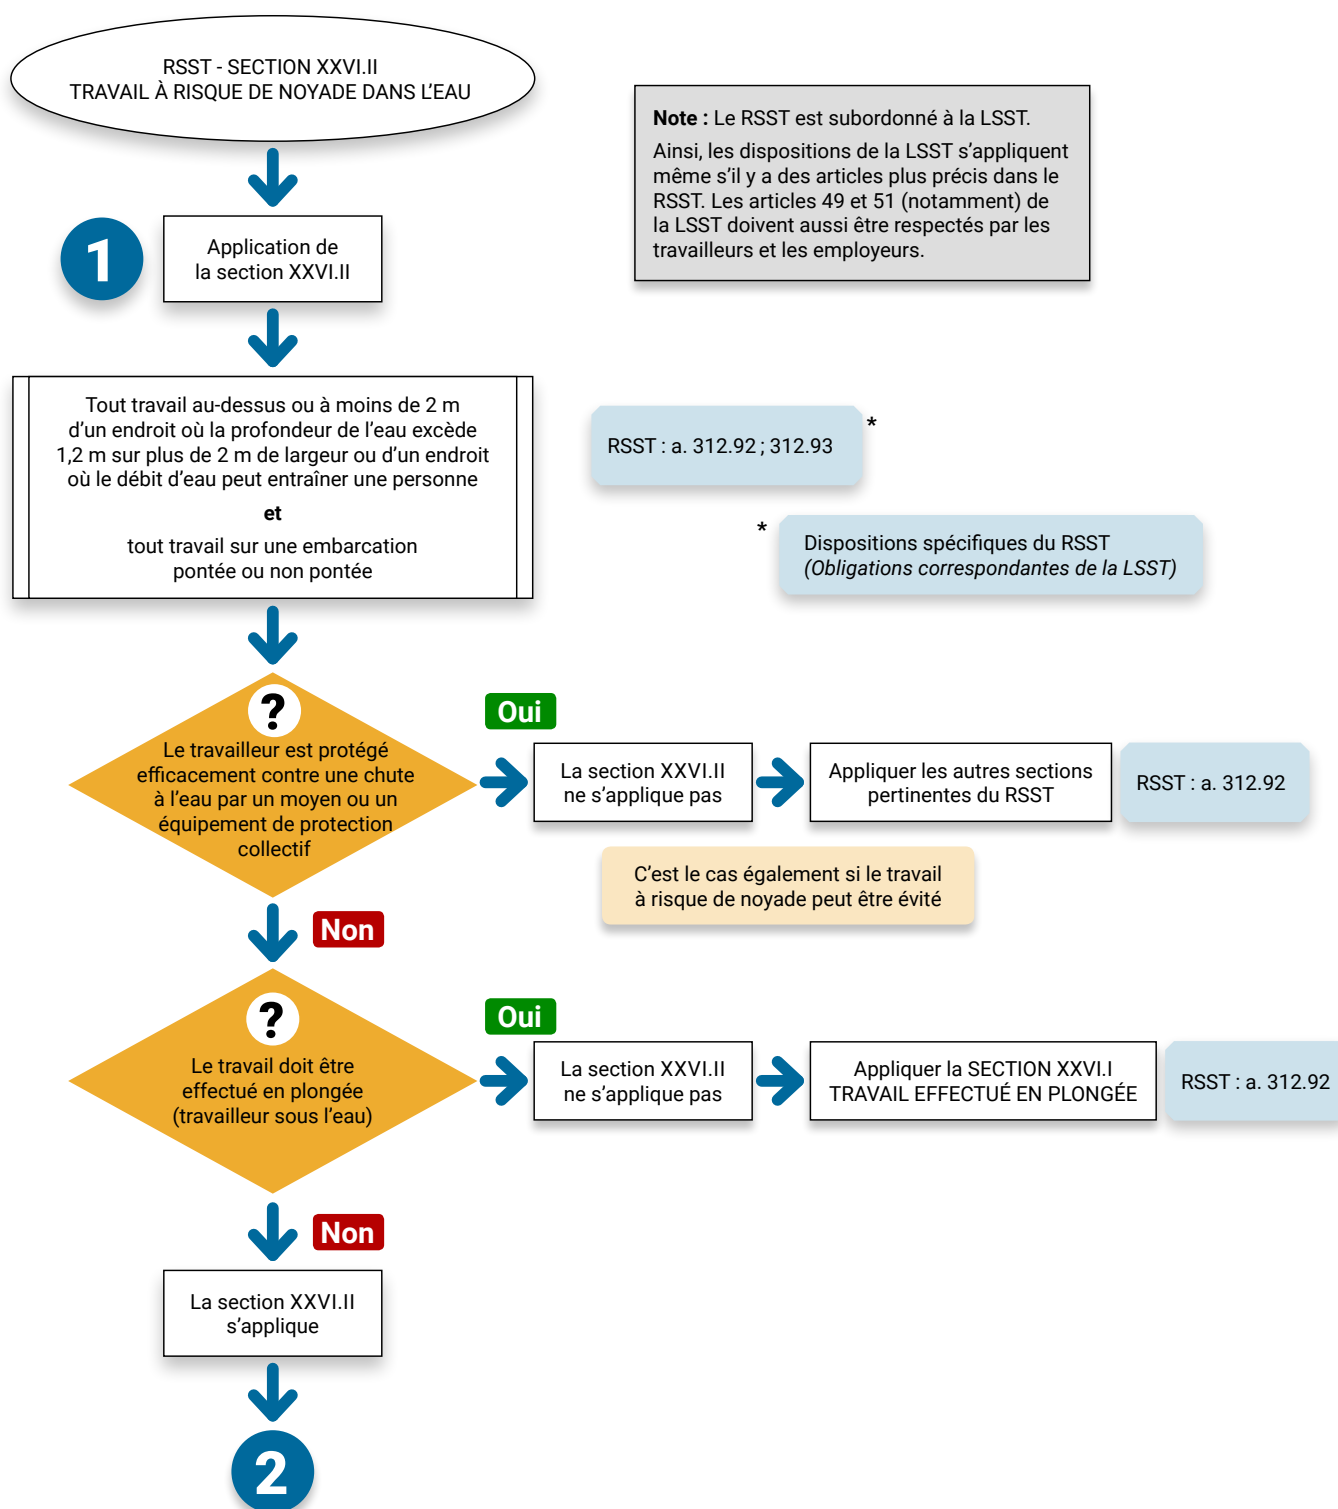 RSST - SECTION XXVI.II
TRAVAIL À RISQUE DE NOYADE DANS L’EAU
Note : Le RSST est subordonné à la LSST.
Ainsi, les dispositions de la LSST s’appliquent
même s’il y a des articles plus précis dans le
RSST. Les articles 49 et 51 (notamment) de
la LSST doivent aussi être respectés par les
travailleurs et les employeurs.
1
Application de
la section XXVI.II
Tout travail au-dessus ou à moins de 2 m
d’un endroit où la profondeur de l’eau excède
1,2 m sur plus de 2 m de largeur ou d’un endroit
où le débit d’eau peut entraîner une personne
et
tout travail sur une embarcation
pontée ou non pontée
RSST : a. 312.92 ; 312.93
*
*
Dispositions spécifiques du RSST
(Obligations correspondantes de la LSST)
?
Le travailleur est protégé
efficacement contre une chute
à l’eau par un moyen ou un
équipement de protection
collectif
Oui
La section XXVI.II
ne s’applique pas
Appliquer les autres sections
pertinentes du RSST
RSST : a. 312.92
C’est le cas également si le travail
à risque de noyade peut être évité
Non
?
Le travail doit être
effectué en plongée
(travailleur sous l’eau)
Oui
La section XXVI.II
ne s’applique pas
Appliquer la SECTION XXVI.I
TRAVAIL EFFECTUÉ EN PLONGÉE
RSST : a. 312.92
Non
La section XXVI.II
s’applique
2